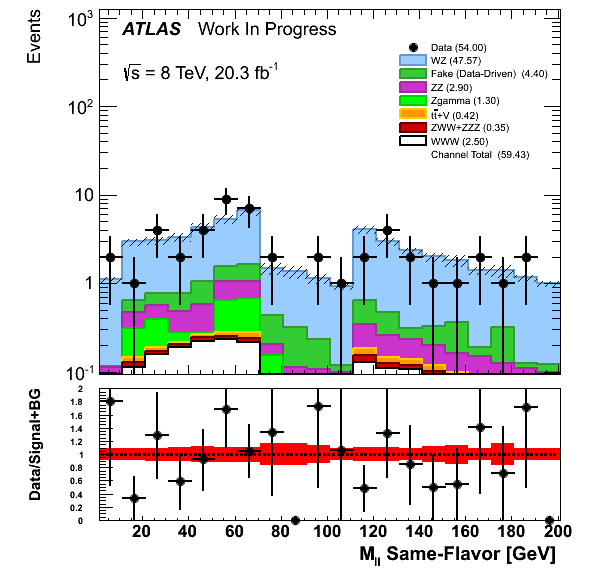 Events
10³
10²
10
1
10⁻¹
ATLAS Work In Progress
√s = 8 TeV, 20.3 fb⁻¹
Data (54.00)
WZ (47.57)
Fake (Data-Driven) (4.40)
ZZ (2.90)
Zgamma (1.30)
tt̄+V (0.42)
ZWW+ZZZ (0.35)
WWW (2.50)
Channel Total (59.43)
Data/Signal+BG
2
1.8
1.6
1.4
1.2
1
0.8
0.6
0.4
0.2
0
20 40 60 80 100 120 140 160 180 200
M_ll Same-Flavor [GeV]